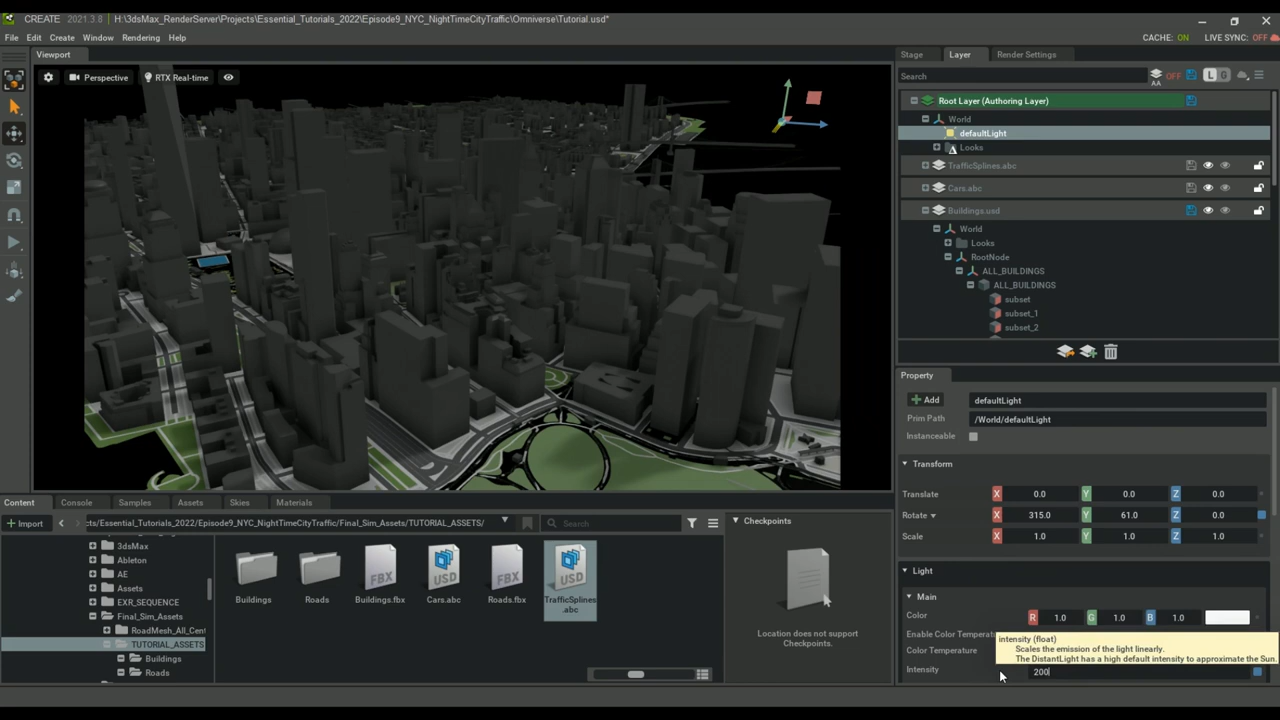 CREATE 2021.3.8 H:\3dsMax_RenderServer\Projects\Essential_Tutorials_2022\Episode9_NYC_NightTimeCityTraffic\Omniverse\Tutorial.usd*
File Edit Create Window Rendering Help
CACHE: ON LIVE SYNC: OFF
Viewport
Stage Layer Render Settings
Perspective RTX Real-time
Search
AA OFF L G
Root Layer (Authoring Layer)
World
defaultLight
Looks
TrafficSplines.abc
Cars.abc
Buildings.usd
World
Looks
RootNode
ALL_BUILDINGS
ALL_BUILDINGS
subset
subset_1
subset_2
Property
Add defaultLight
Prim Path /World/defaultLight
Instanceable
Transform
Translate X 0.0 Y 0.0 Z 0.0
Rotate X 315.0 Y 61.0 Z 0.0
Scale X 1.0 Y 1.0 Z 1.0
Light
Main
Color R 1.0 G 1.0 B 1.0
Enable Color Temperat
Color Temperature
intensity (float)
Scales the emission of the light linearly.
The DistantLight has a high default intensity to approximate the Sun.
Intensity 200
Content Console Samples Assets Skies Materials
Import cts/Essential_Tutorials_2022/Episode9_NYC_NightTimeCityTraffic/Final_Sim_Assets/TUTORIAL_ASSETS/ Search
3dsMax
Ableton
AE
Assets
EXR_SEQUENCE
Final_Sim_Assets
RoadMesh_All_Cent
TUTORIAL_ASSETS
Buildings
Roads
FBX USD FBX USD
Buildings Roads Buildings.fbx Cars.abc Roads.fbx TrafficSplines
.abc
Checkpoints
Location does not support
Checkpoints.